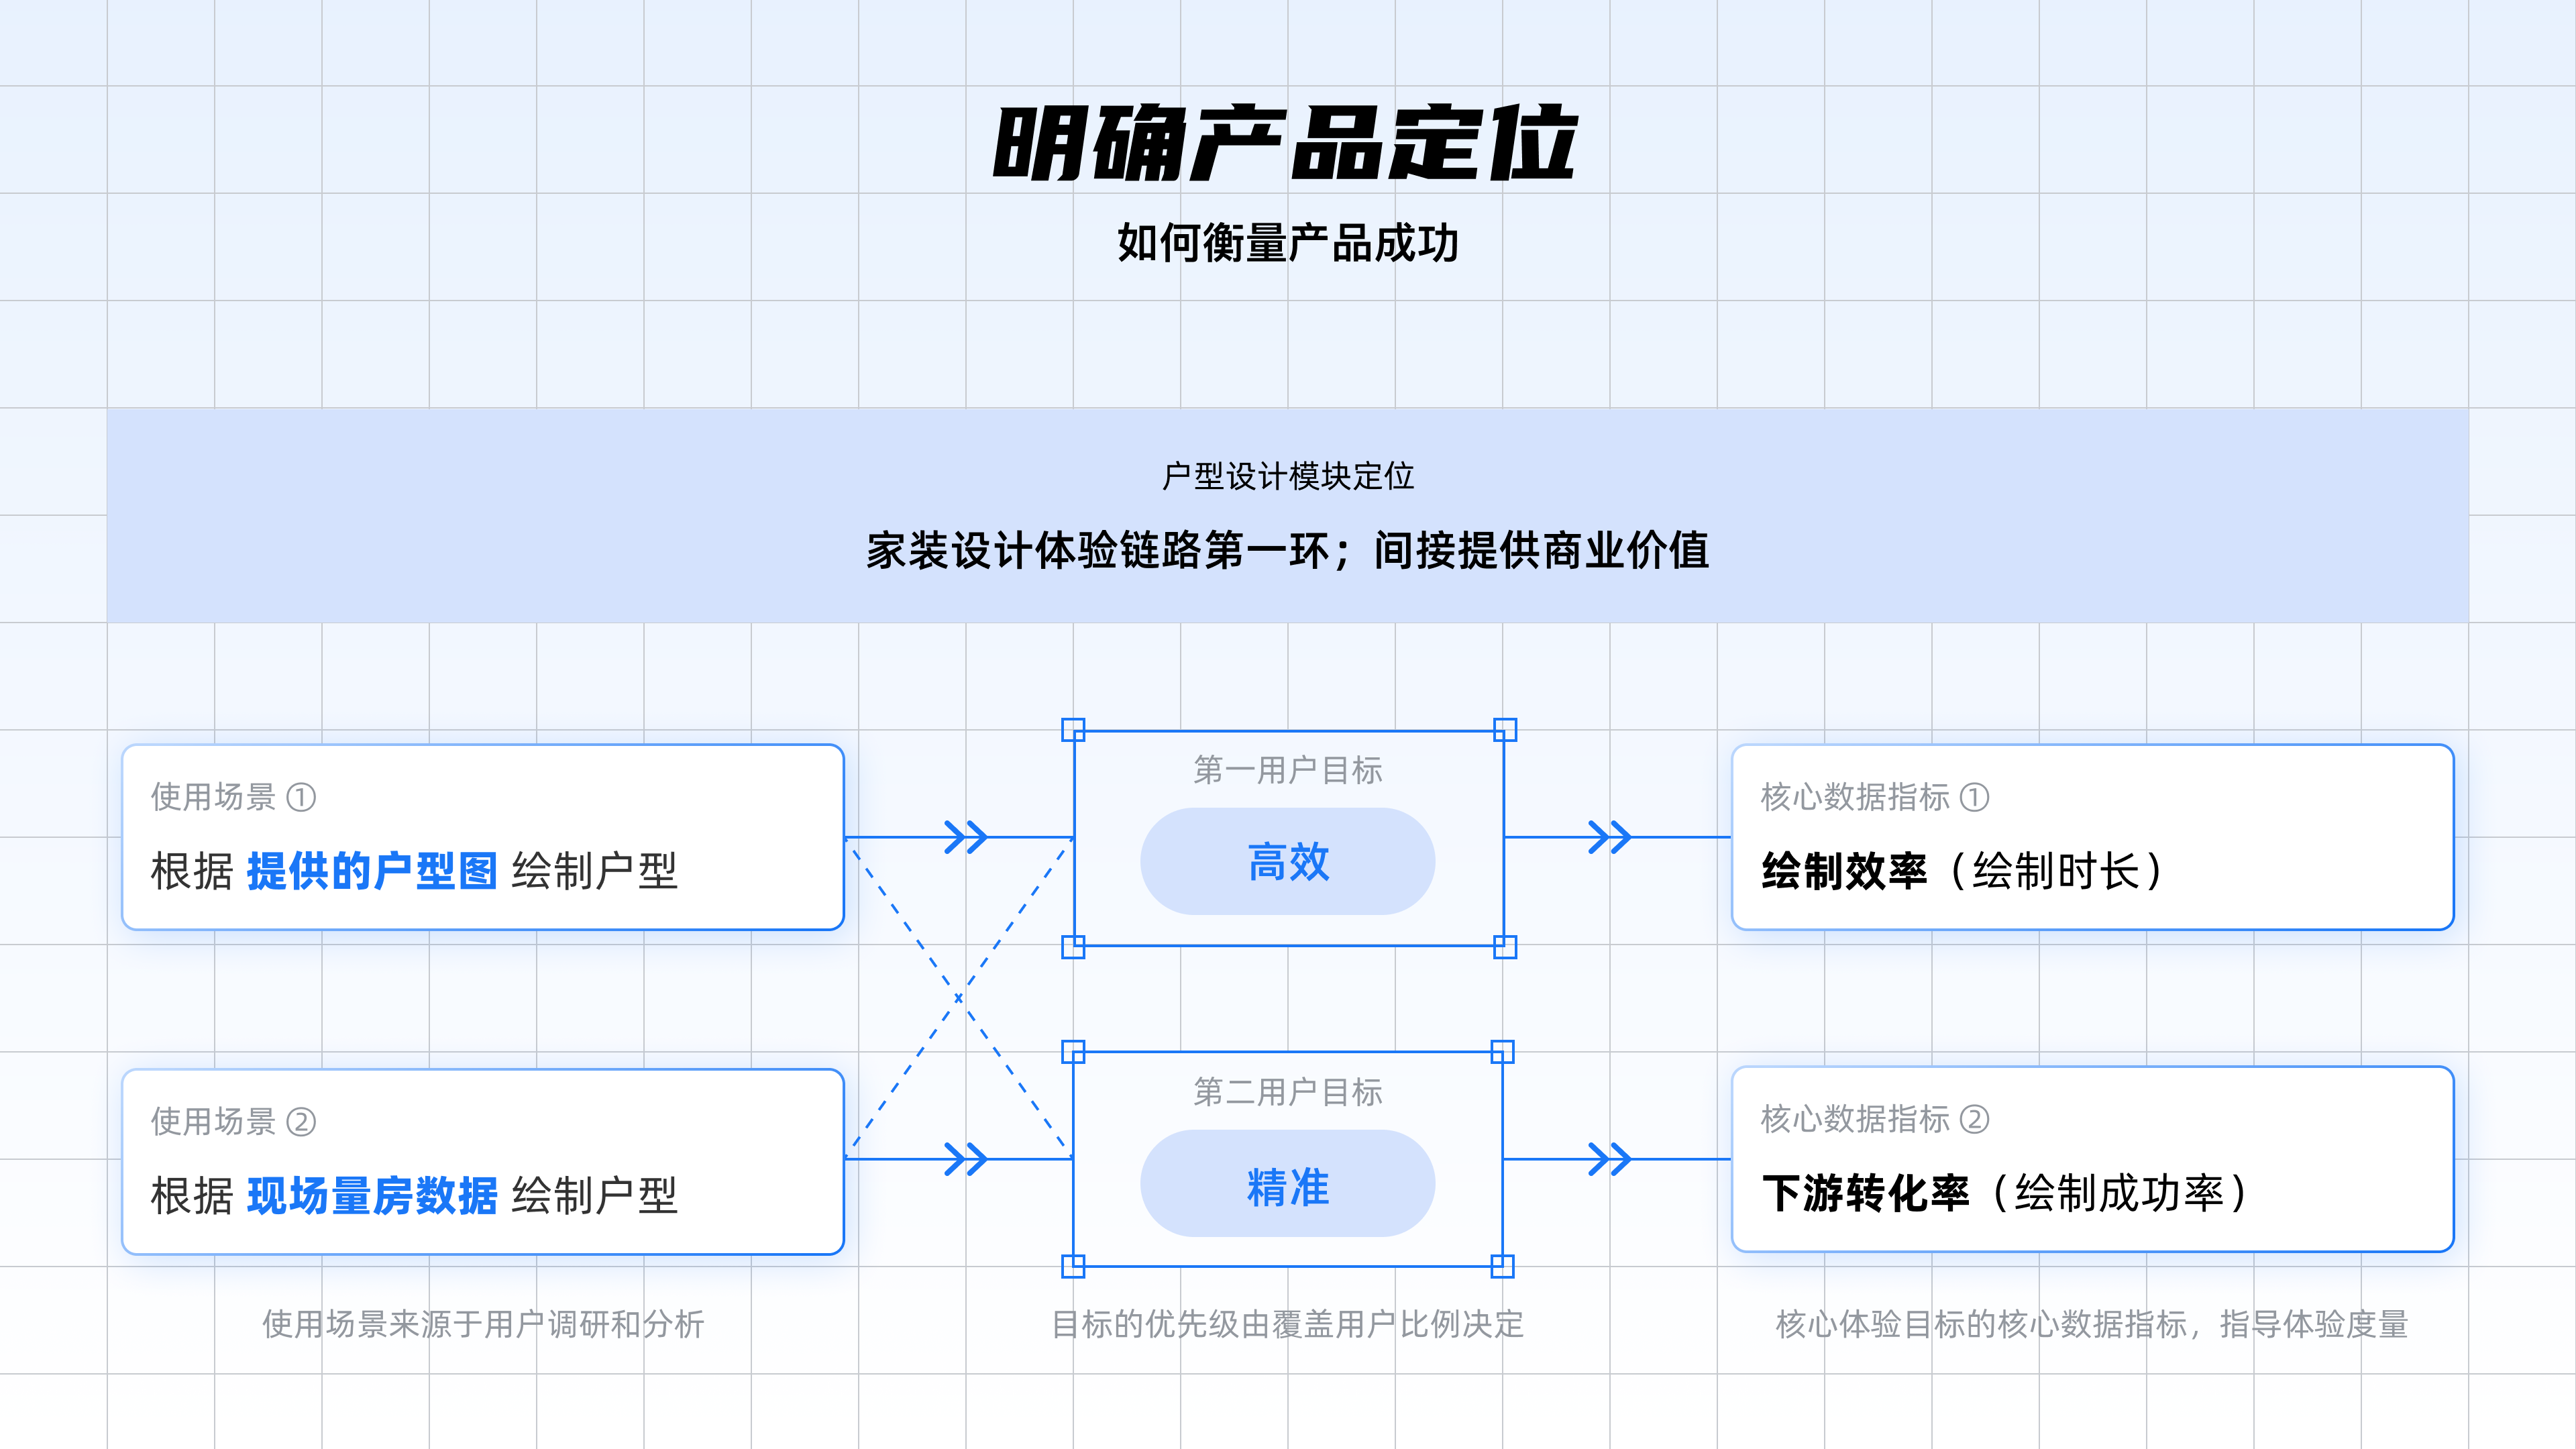 明确产品定位
如何衡量产品成功
户型设计模块定位
家装设计体验链路第一环；间接提供商业价值
使用场景 ①
根据 提供的户型图 绘制户型
第一用户目标
高效
核心数据指标 ①
绘制效率（绘制时长）
使用场景 ②
根据 现场量房数据 绘制户型
第二用户目标
精准
核心数据指标 ②
下游转化率（绘制成功率）
使用场景来源于用户调研和分析
目标的优先级由覆盖用户比例决定
核心体验目标的核心数据指标，指导体验度量